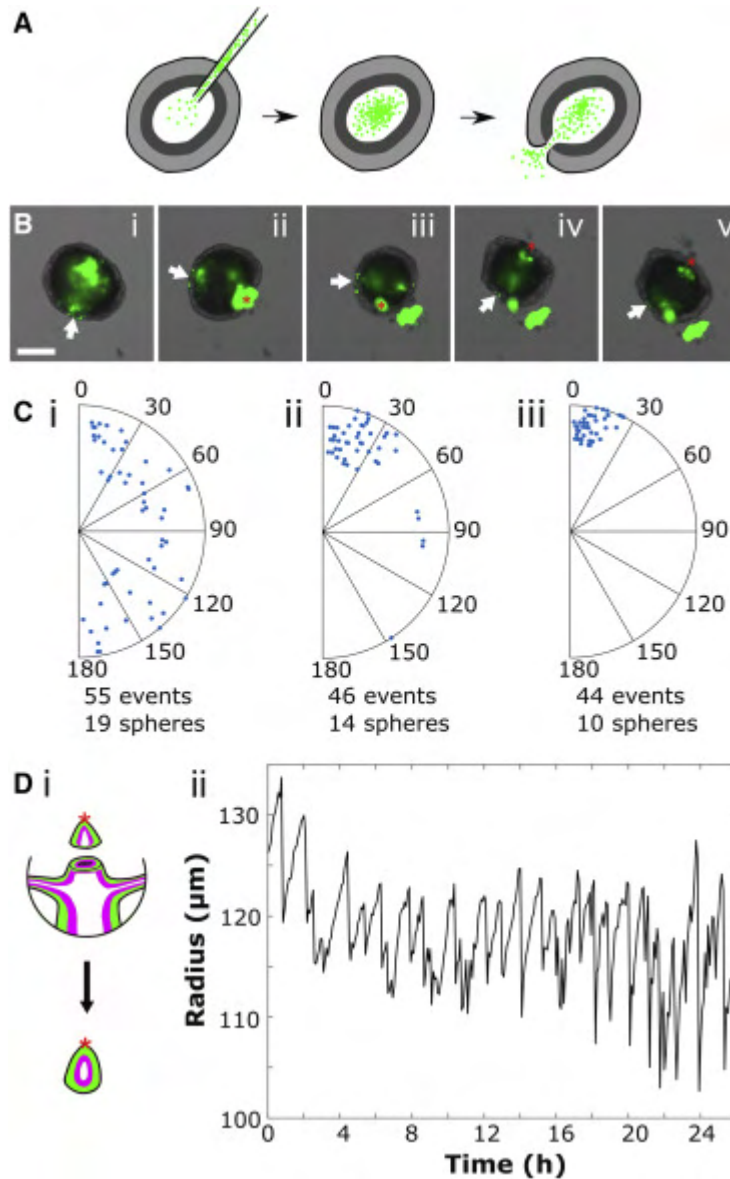 A
B i ii iii iv v
C i ii iii
0 0 0
30 30 30
60 60 60
90 90 90
120 120 120
150 150 150
180 180 180
55 events 46 events 44 events
19 spheres 14 spheres 10 spheres
D i ii
130
120
110
100
Radius (µm)
0 4 8 12 16 20 24
Time (h)